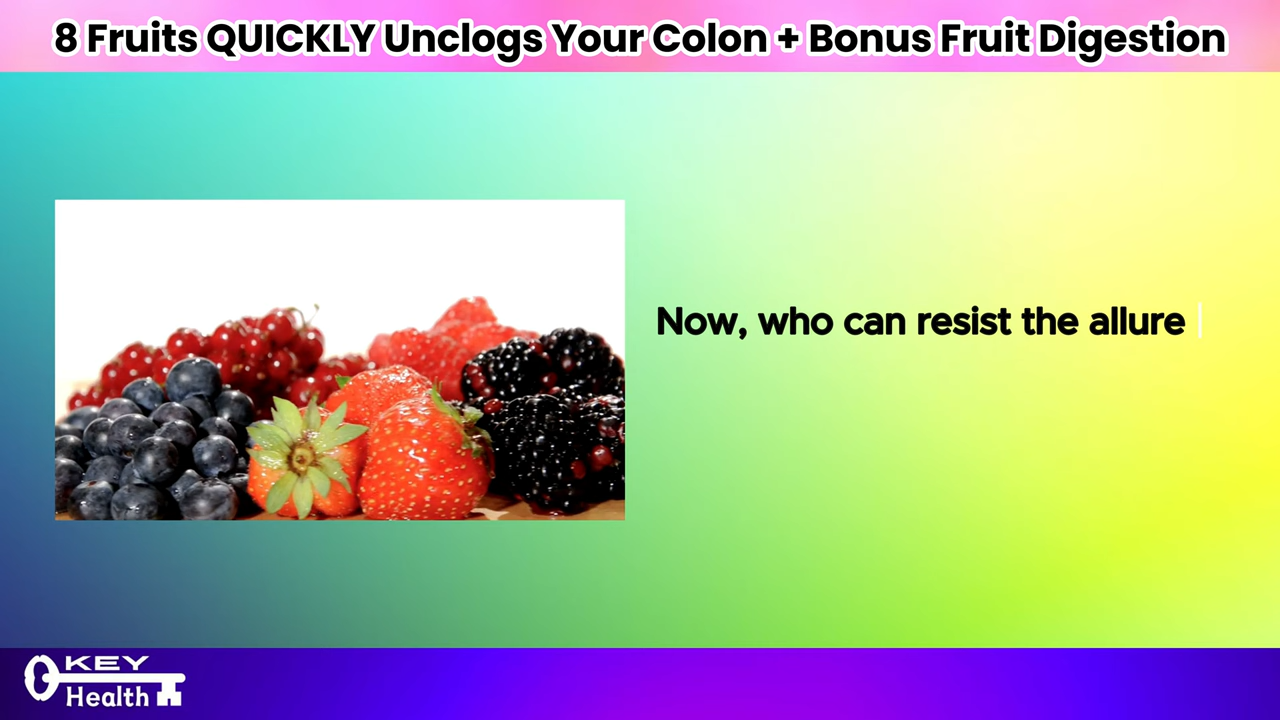 8 Fruits QUICKLY Unclogs Your Colon + Bonus Fruit Digestion
Now, who can resist the allure
KEY
Health